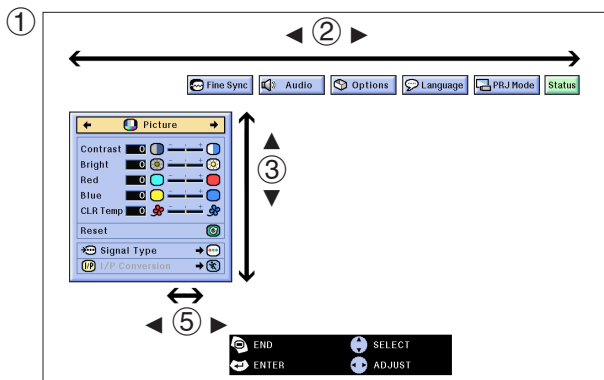 ①
◀ ② ▶
Fine Sync Audio Options Language PRJ Mode Status
Picture
Contrast 0
Bright 0
Red 0
Blue 0
CLR Temp 0
Reset
Signal Type
I/P I/P Conversion
▲
③
▼
◀ ⑤ ▶
END SELECT
ENTER ADJUST